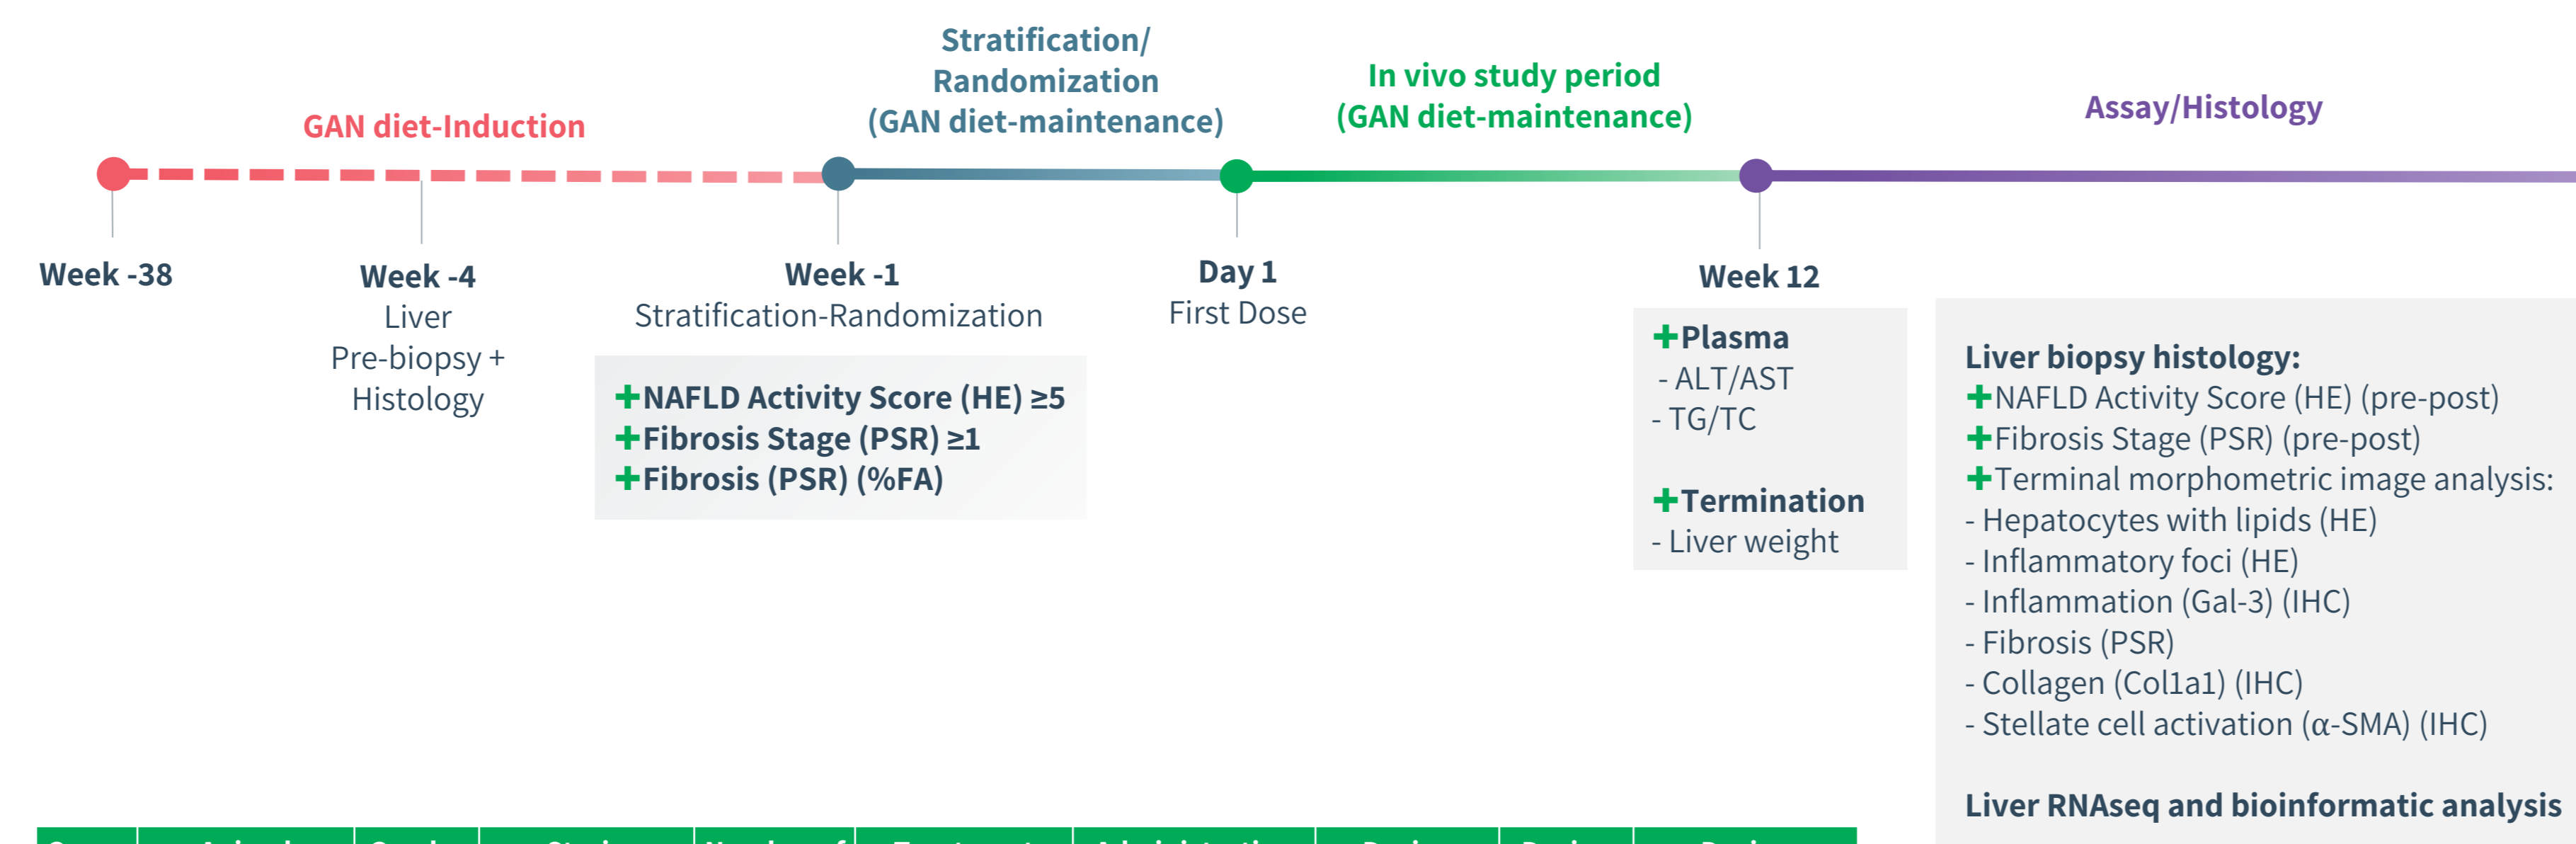 Stratification/
Randomization
(GAN diet-maintenance)
In vivo study period
(GAN diet-maintenance)
GAN diet-Induction
Assay/Histology
Week -38
Week -4
Liver
Pre-biopsy +
Histology
Week -1
Stratification-Randomization
✚NAFLD Activity Score (HE) ≥5
✚Fibrosis Stage (PSR) ≥1
✚Fibrosis (PSR) (%FA)
Day 1
First Dose
Week 12
✚Plasma
- ALT/AST
- TG/TC
✚Termination
- Liver weight
Liver biopsy histology:
✚NAFLD Activity Score (HE) (pre-post)
✚Fibrosis Stage (PSR) (pre-post)
✚Terminal morphometric image analysis:
- Hepatocytes with lipids (HE)
- Inflammatory foci (HE)
- Inflammation (Gal-3) (IHC)
- Fibrosis (PSR)
- Collagen (Col1a1) (IHC)
- Stellate cell activation (α-SMA) (IHC)
Liver RNAseq and bioinformatic analysis